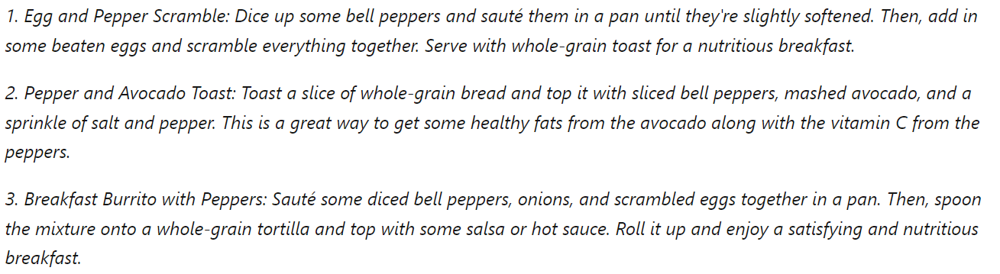 1. Egg and Pepper Scramble: Dice up some bell peppers and sauté them in a pan until they're slightly softened. Then, add in
some beaten eggs and scramble everything together. Serve with whole-grain toast for a nutritious breakfast.
2. Pepper and Avocado Toast: Toast a slice of whole-grain bread and top it with sliced bell peppers, mashed avocado, and a
sprinkle of salt and pepper. This is a great way to get some healthy fats from the avocado along with the vitamin C from the
peppers.
3. Breakfast Burrito with Peppers: Sauté some diced bell peppers, onions, and scrambled eggs together in a pan. Then, spoon
the mixture onto a whole-grain tortilla and top with some salsa or hot sauce. Roll it up and enjoy a satisfying and nutritious
breakfast.